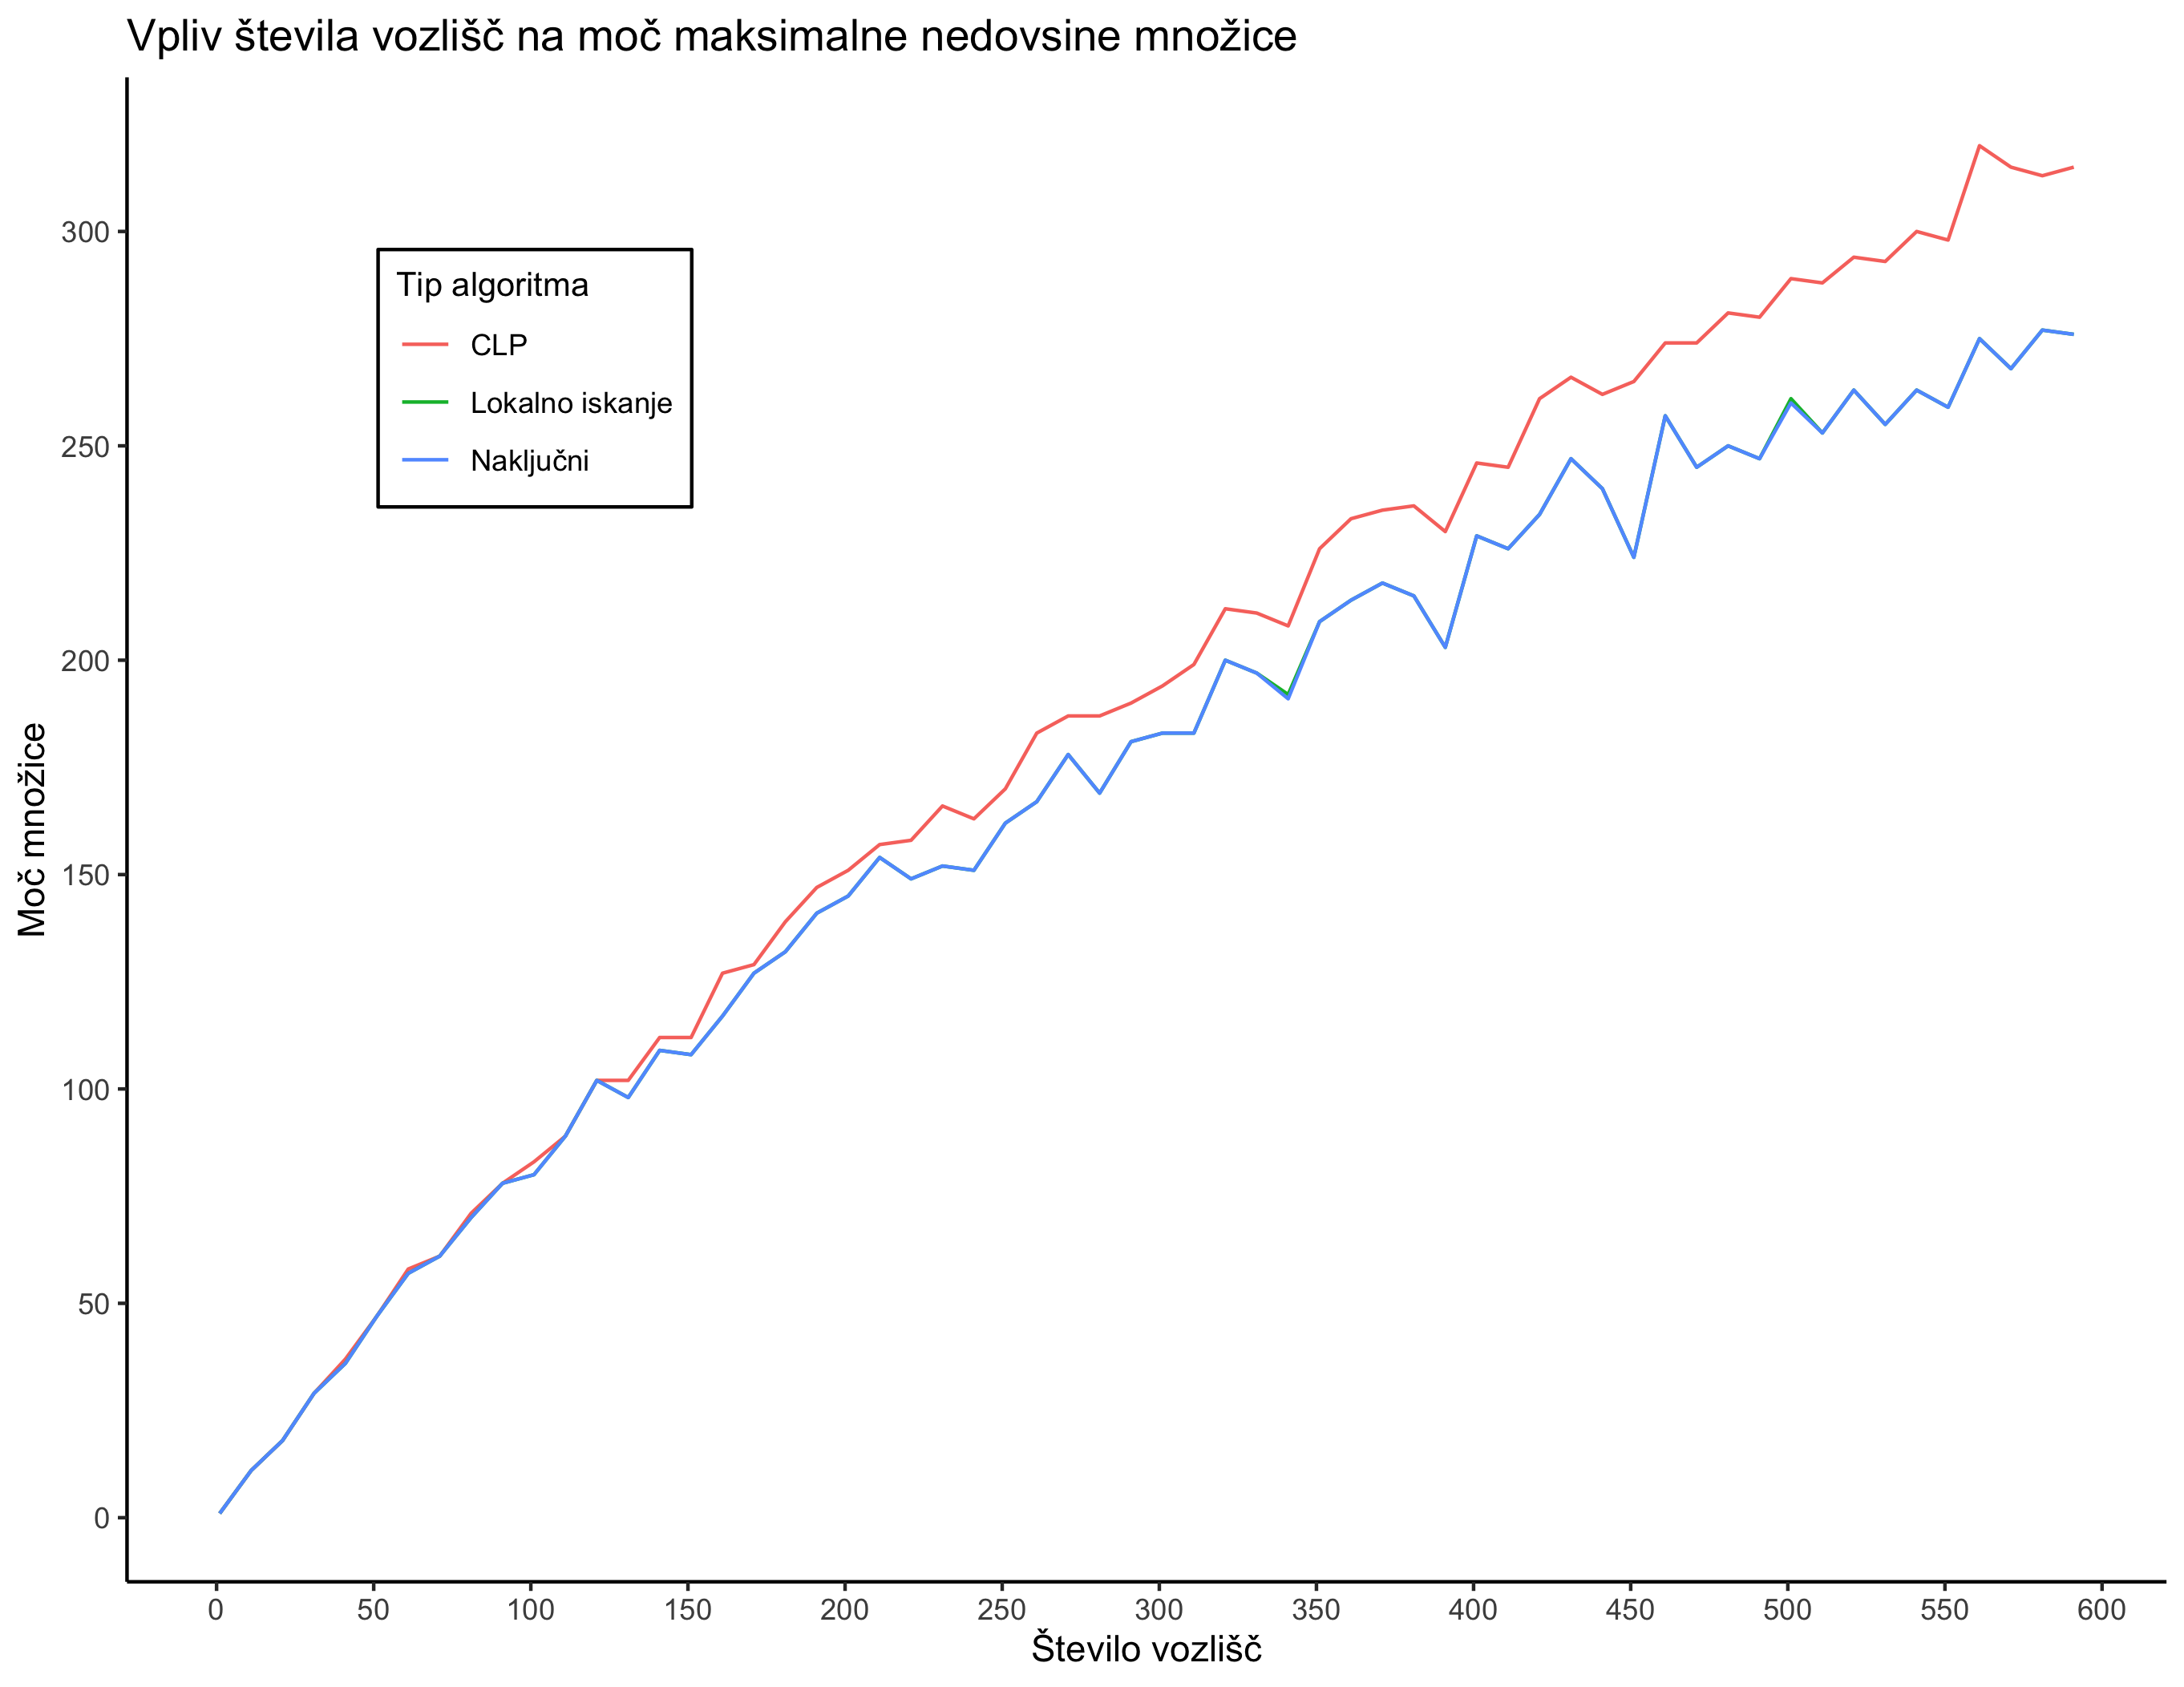 Vpliv števila vozlišč na moč maksimalne nedovsine množice
300
250
200
150
100
50
0
Moč množice
Tip algoritma
CLP
Lokalno iskanje
Naključni
0 50 100 150 200 250 300 350 400 450 500 550 600
Število vozlišč